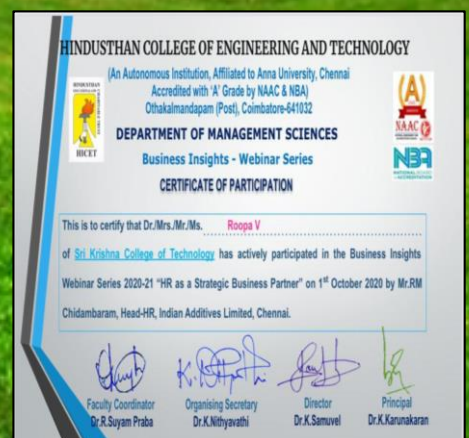 HINDUSTHAN COLLEGE OF ENGINEERING AND TECHNOLOGY
(An Autonomous Institution, Affiliated to Anna University, Chennai
Accredited with 'A' Grade by NAAC & NBA)
Othakalmandapam (Post), Coimbatore-641032
HICET
NAAC
NBA
DEPARTMENT OF MANAGEMENT SCIENCES
Business Insights - Webinar Series
CERTIFICATE OF PARTICIPATION
This is to certify that Dr./Mrs./Mr./Ms. Roopa V
of Sri Krishna College of Technology has actively participated in the Business Insights
Webinar Series 2020-21 "HR as a Strategic Business Partner" on 1st October 2020 by Mr.RM
Chidambaram, Head-HR, Indian Additives Limited, Chennai.
Faculty Coordinator
Dr.R.Suyam Praba
Organising Secretary
Dr.K.Nithyavathi
Director
Dr.K.Samuvel
Principal
Dr.K.Karunakaran